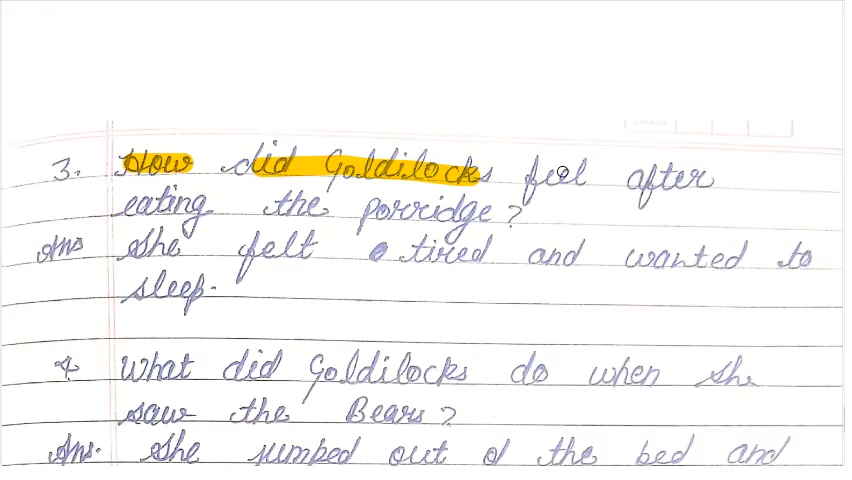 3. How did Goldilocks feel after
eating the porridge?
Ans She felt tired and wanted to
sleep.
4. What did Goldilocks do when she
saw the Bears?
Ans. She jumped out of the bed and